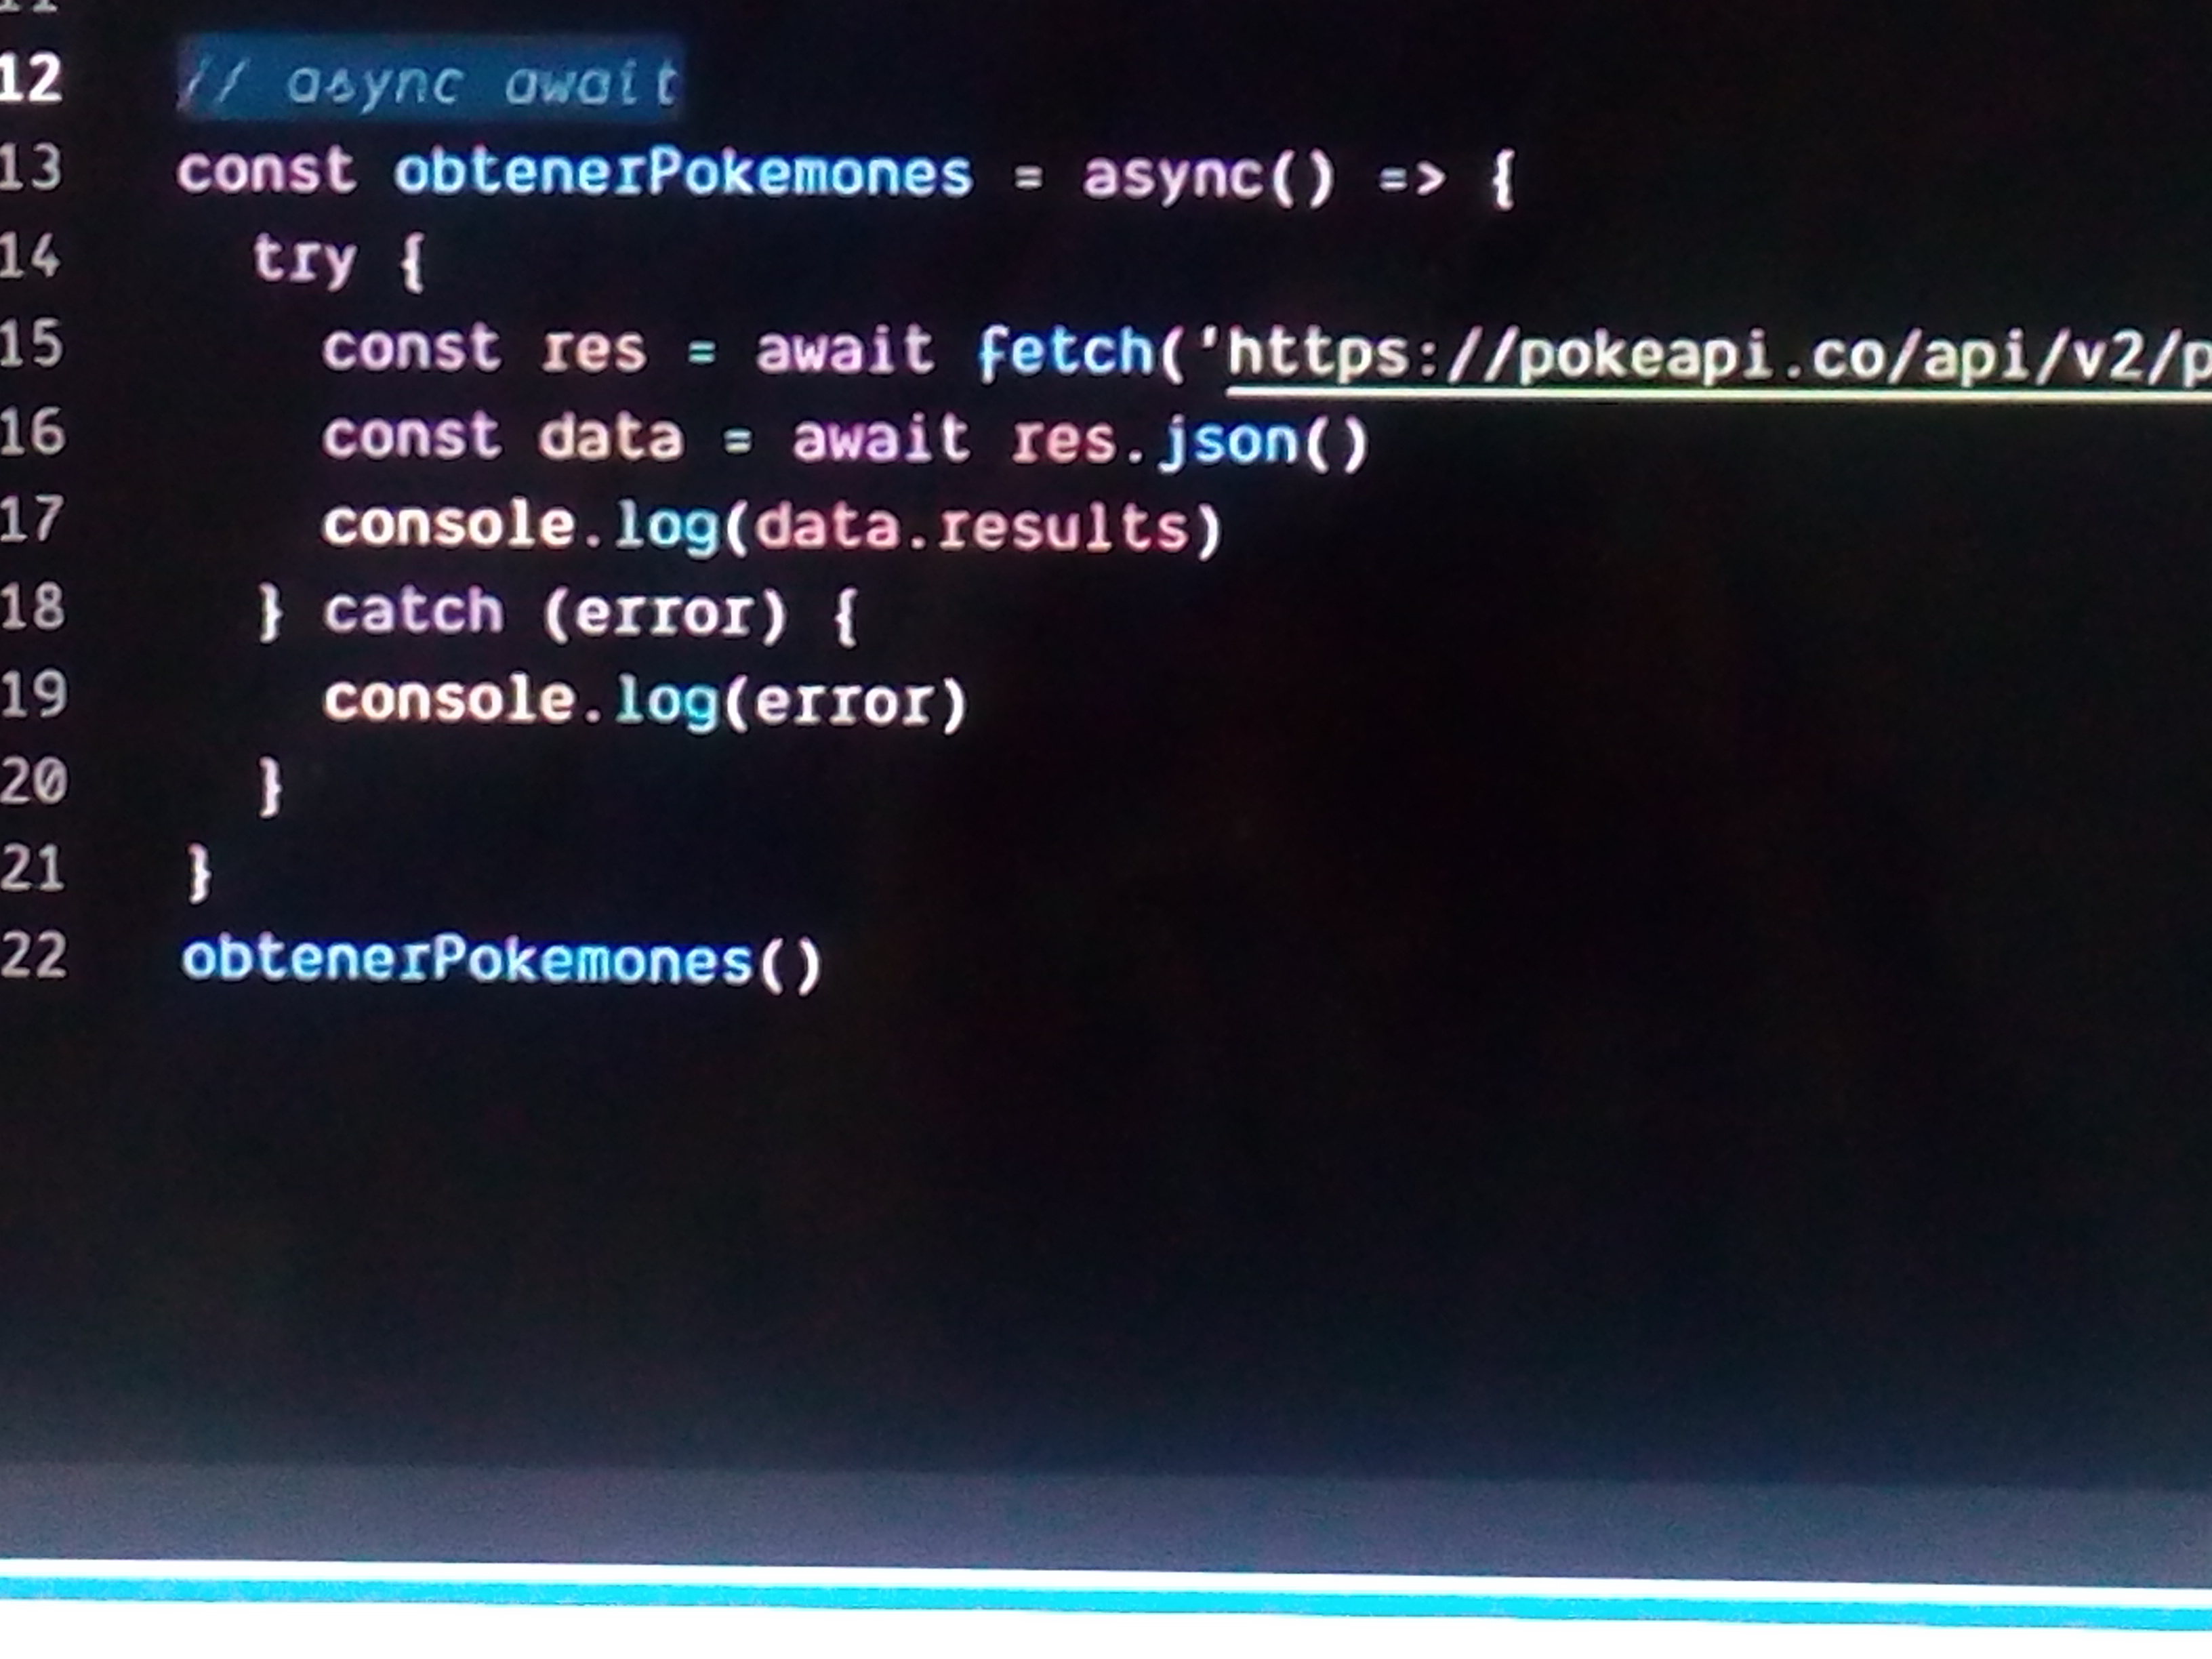 12 // async await
13 const obtenerPokemones = async() => {
14 try {
15 const res = await fetch('https://pokeapi.co/api/v2/p
16 const data = await res.json()
17 console.log(data.results)
18 } catch (error) {
19 console.log(error)
20 }
21 }
22 obtenerPokemones()